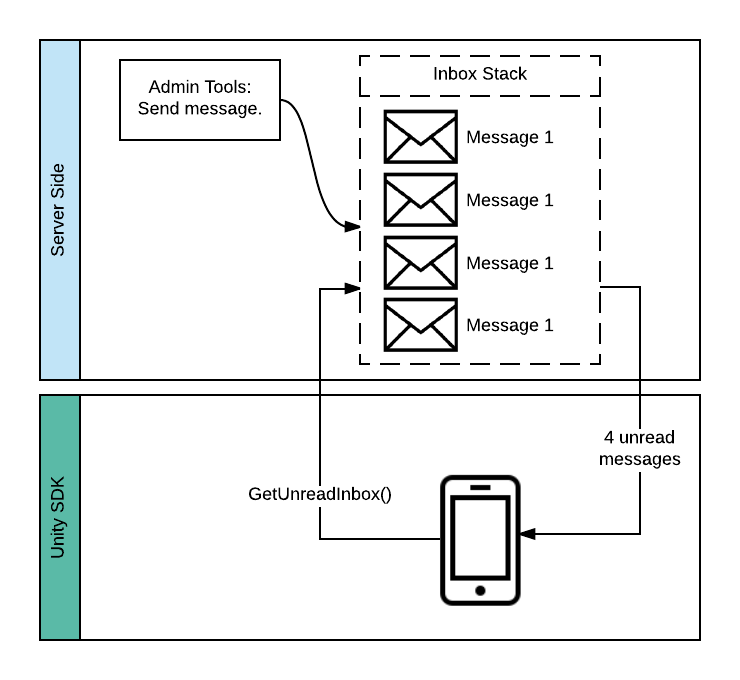 Server Side
Admin Tools:
Send message.
Inbox Stack
Message 1
Message 1
Message 1
Message 1
Unity SDK
GetUnreadInbox()
4 unread
messages